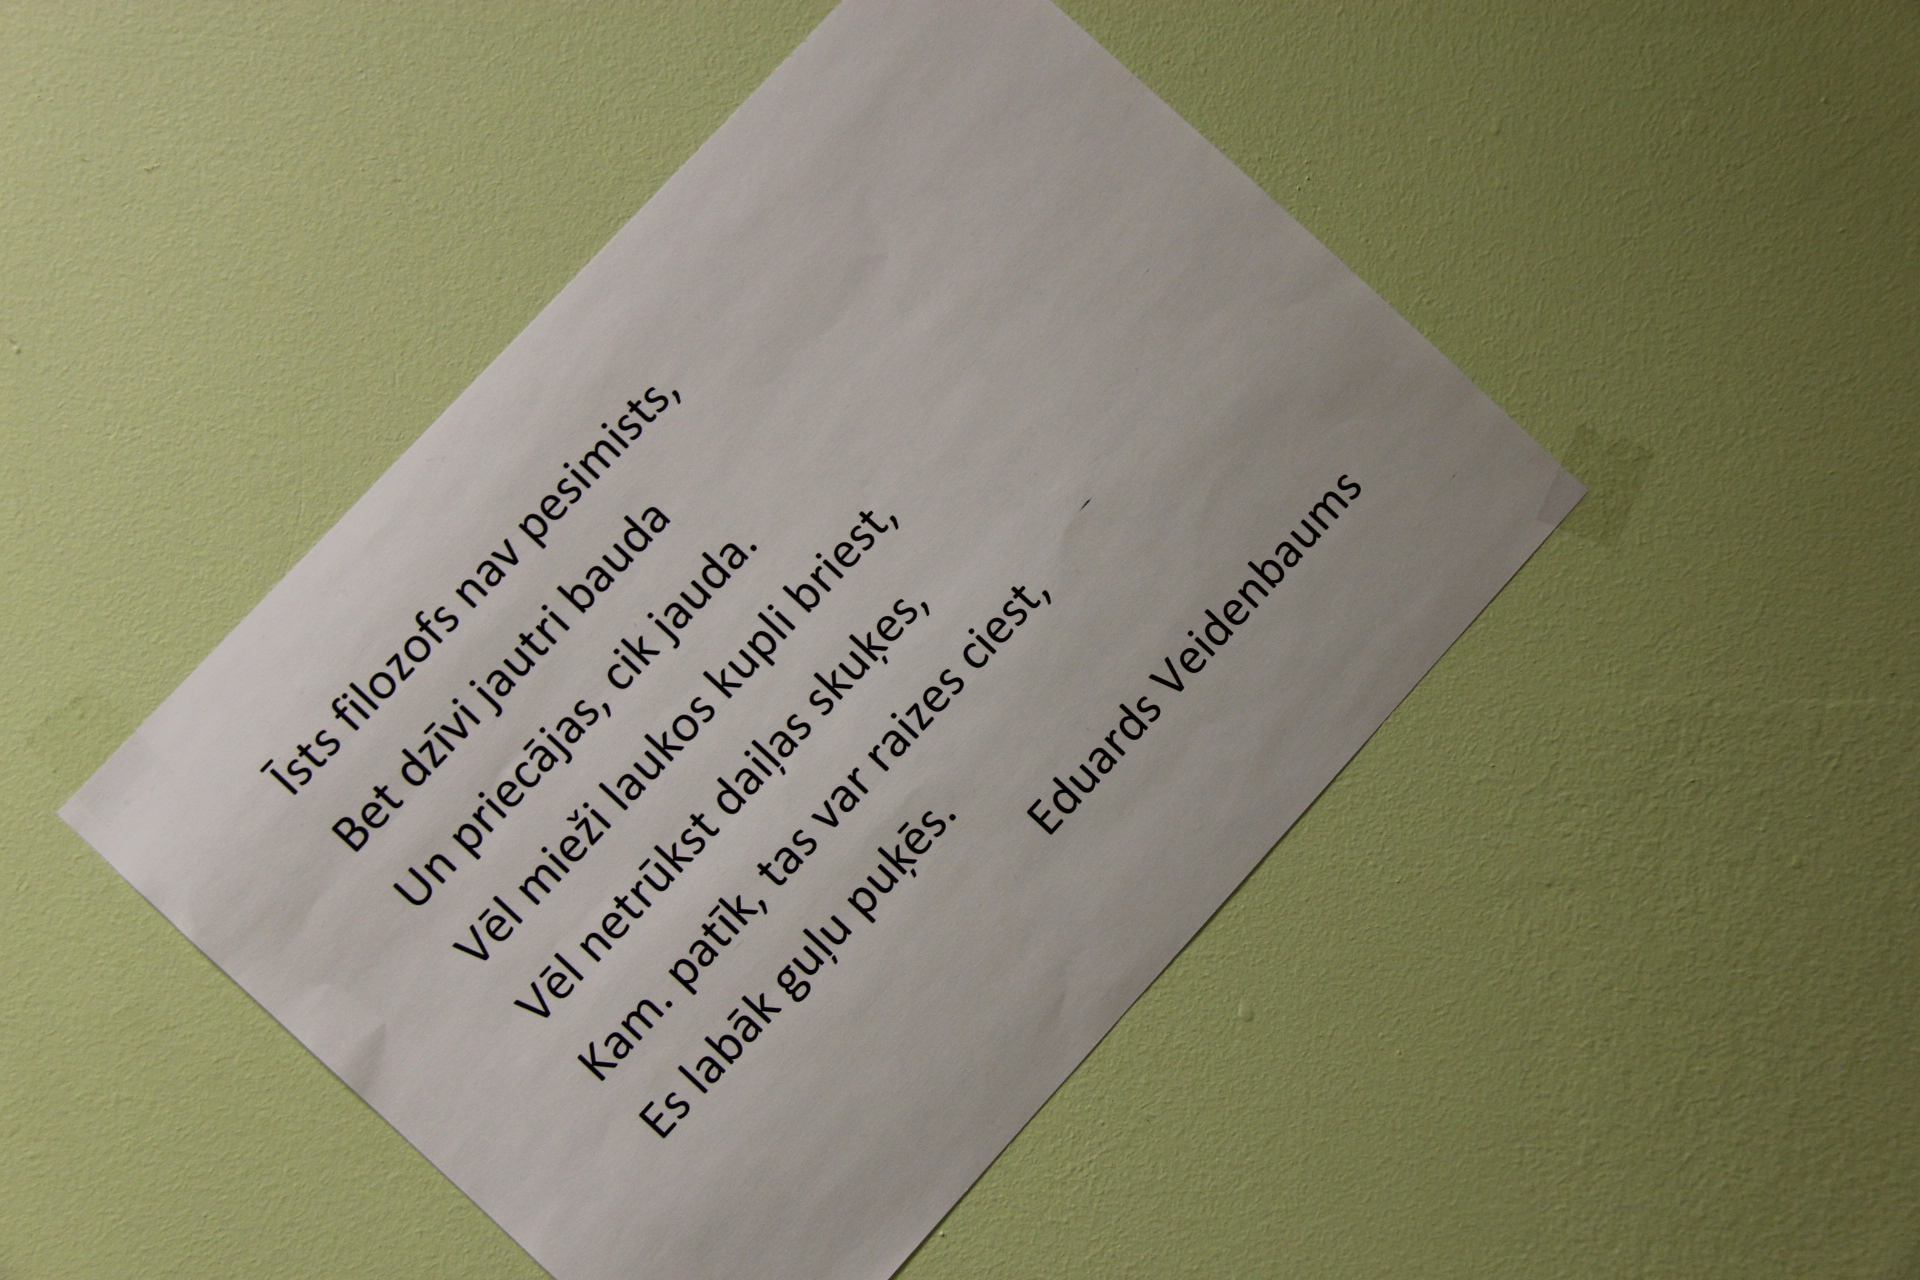 Īsts filozofs nav pesimists,
Bet dzīvi jautri bauda
Un priecājas, cik jauda.
Vēl mieži laukos kupli briest,
Vēl netrūkst daiļas skuķes,
Kam. patīk, tas var raizes ciest,
Es labāk guļu puķēs.
Eduards Veidenbaums